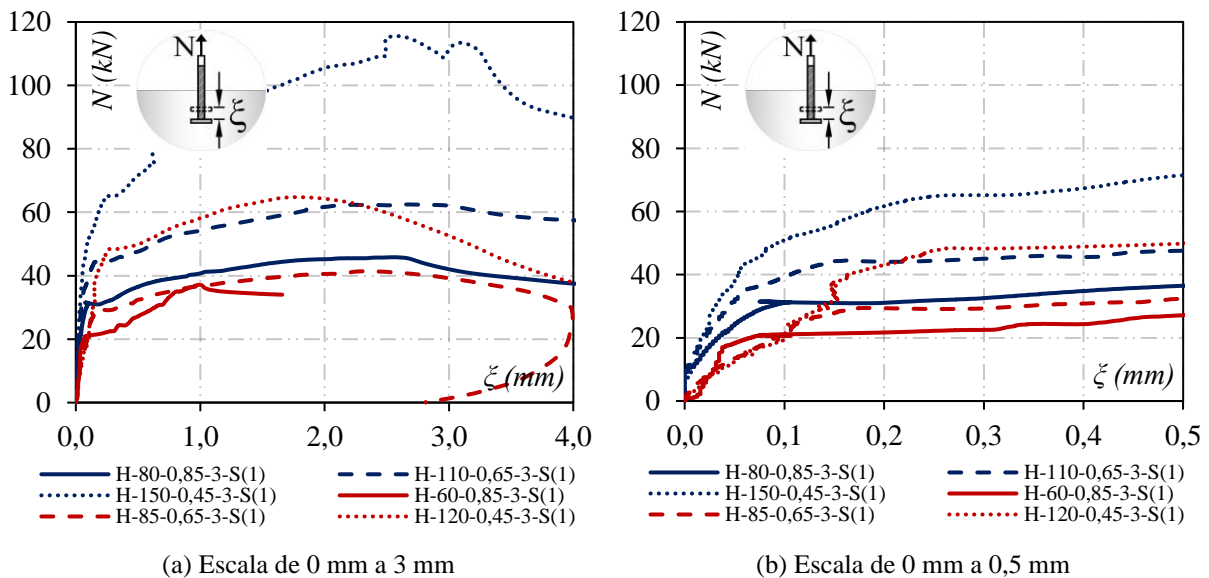 N (kN)
120
100
80
60
40
20
0
0,0 1,0 2,0 3,0 4,0
ξ (mm)
N
ξ
H-80-0,85-3-S(1) H-110-0,65-3-S(1)
H-150-0,45-3-S(1) H-60-0,85-3-S(1)
H-85-0,65-3-S(1) H-120-0,45-3-S(1)
(a) Escala de 0 mm a 3 mm
N (kN)
120
100
80
60
40
20
0
0,0 0,1 0,2 0,3 0,4 0,5
ξ (mm)
N
ξ
H-80-0,85-3-S(1) H-110-0,65-3-S(1)
H-150-0,45-3-S(1) H-60-0,85-3-S(1)
H-85-0,65-3-S(1) H-120-0,45-3-S(1)
(b) Escala de 0 mm a 0,5 mm